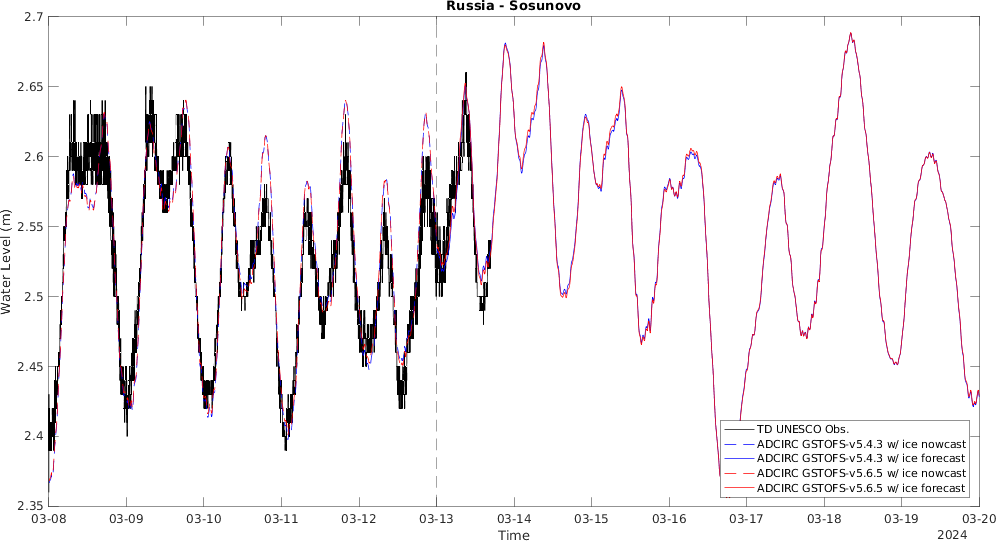 Russia - Sosunovo
2.7
2.65
2.6
2.55
2.5
2.45
2.4
2.35
Water Level (m)
TD UNESCO Obs.
ADCIRC GSTOFS-v5.4.3 w/ ice nowcast
ADCIRC GSTOFS-v5.4.3 w/ ice forecast
ADCIRC GSTOFS-v5.6.5 w/ ice nowcast
ADCIRC GSTOFS-v5.6.5 w/ ice forecast
03-08 03-09 03-10 03-11 03-12 03-13 03-14 03-15 03-16 03-17 03-18 03-19 03-20
Time
2024